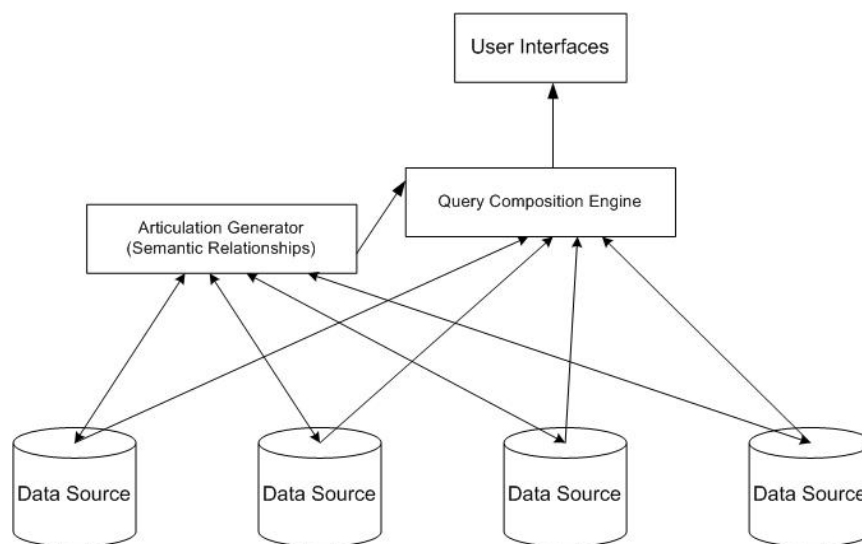 User Interfaces
Query Composition Engine
Articulation Generator
(Semantic Relationships)
Data Source
Data Source
Data Source
Data Source